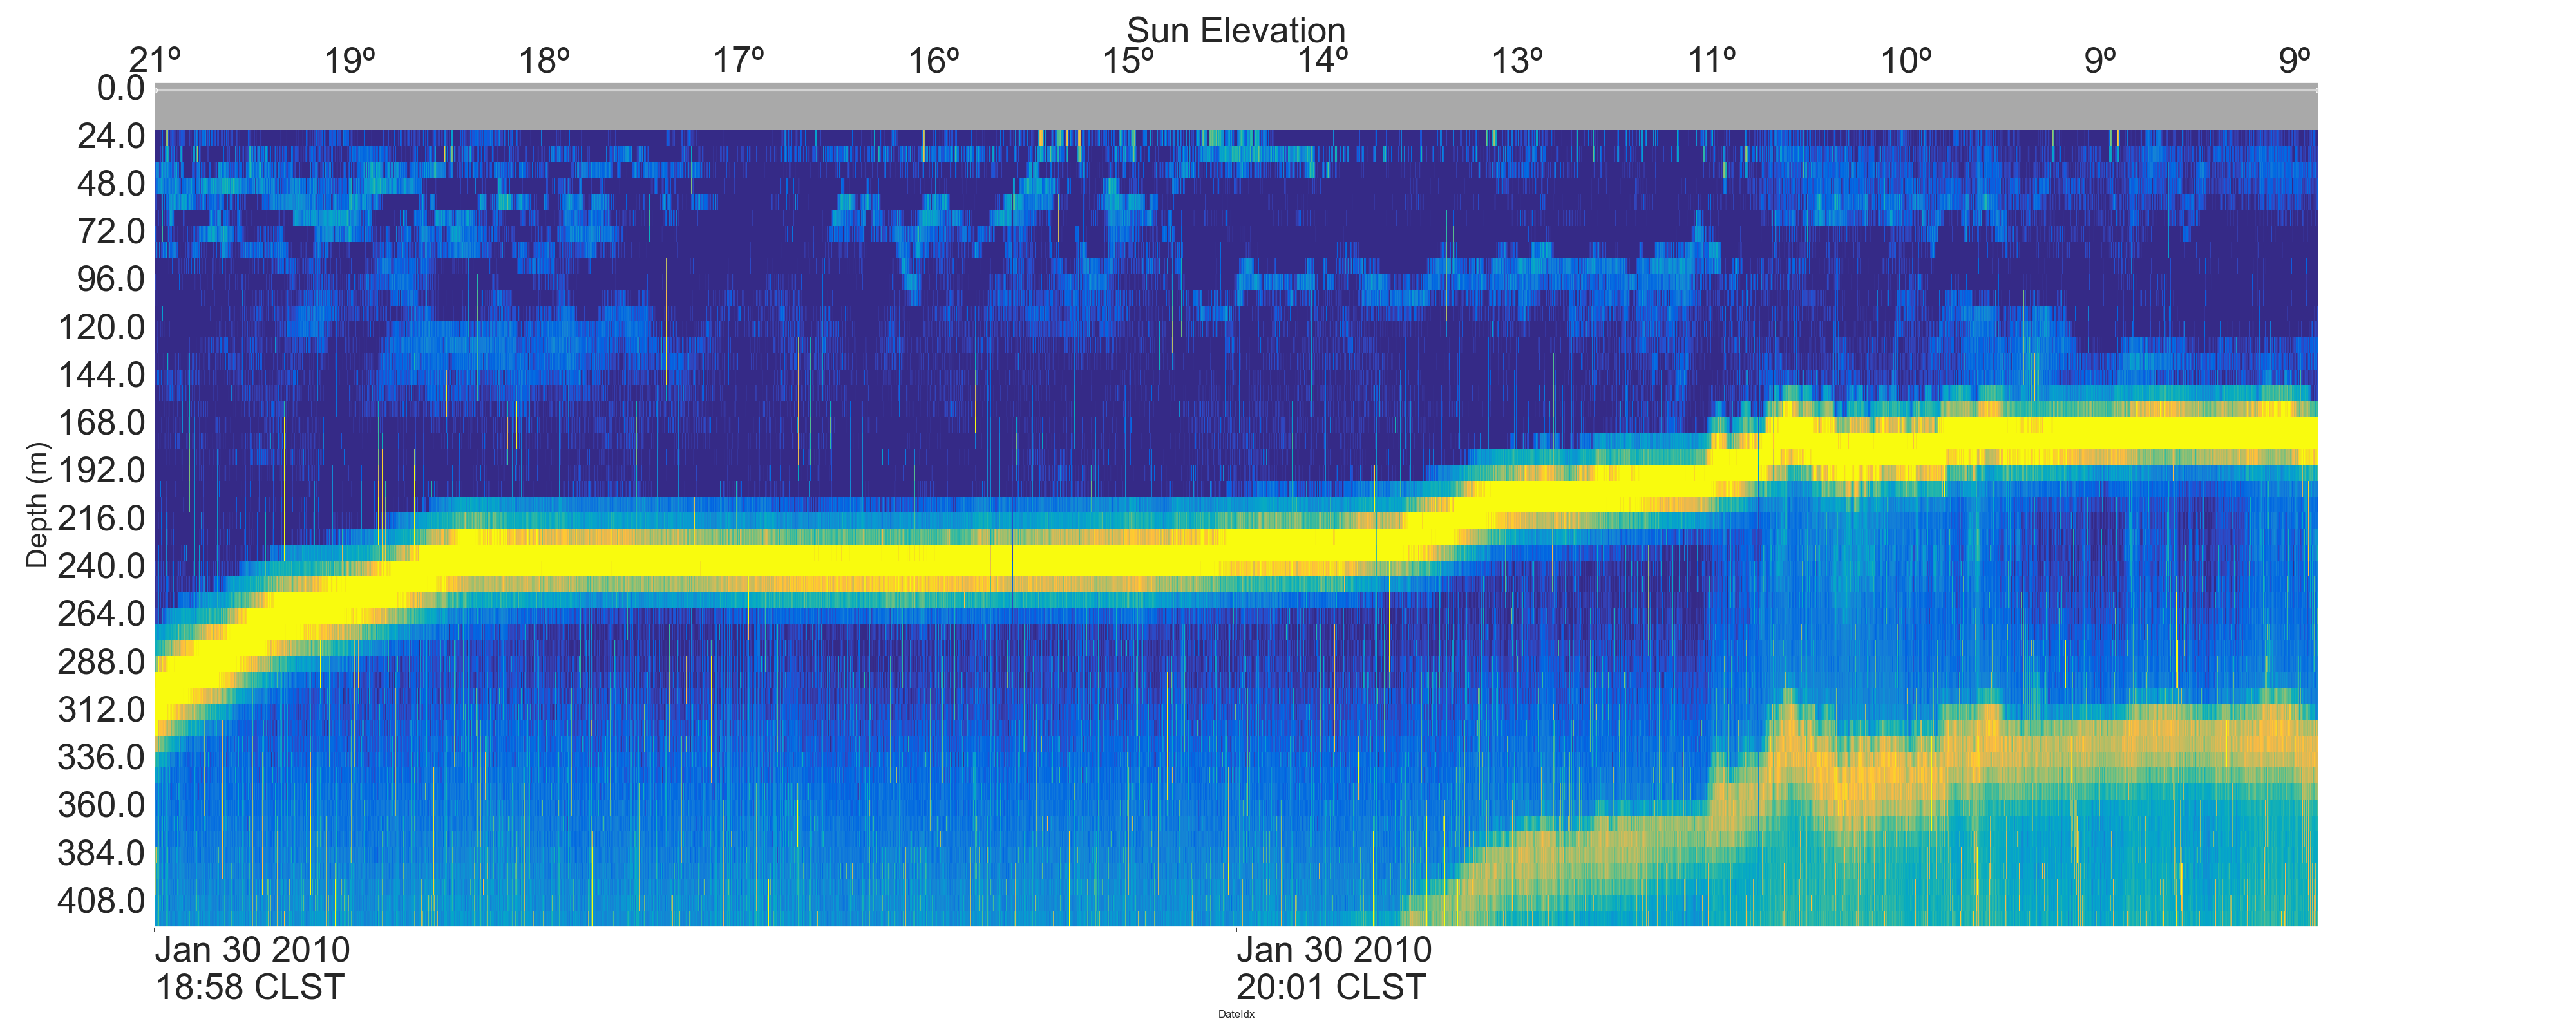 Sun Elevation
21º 19º 18º 17º 16º 15º 14º 13º 11º 10º 9º 9º
0.0
24.0
48.0
72.0
96.0
120.0
144.0
168.0
192.0
216.0
240.0
264.0
288.0
312.0
336.0
360.0
384.0
408.0
Depth (m)
Jan 30 2010
18:58 CLST
Jan 30 2010
20:01 CLST
DateIdx